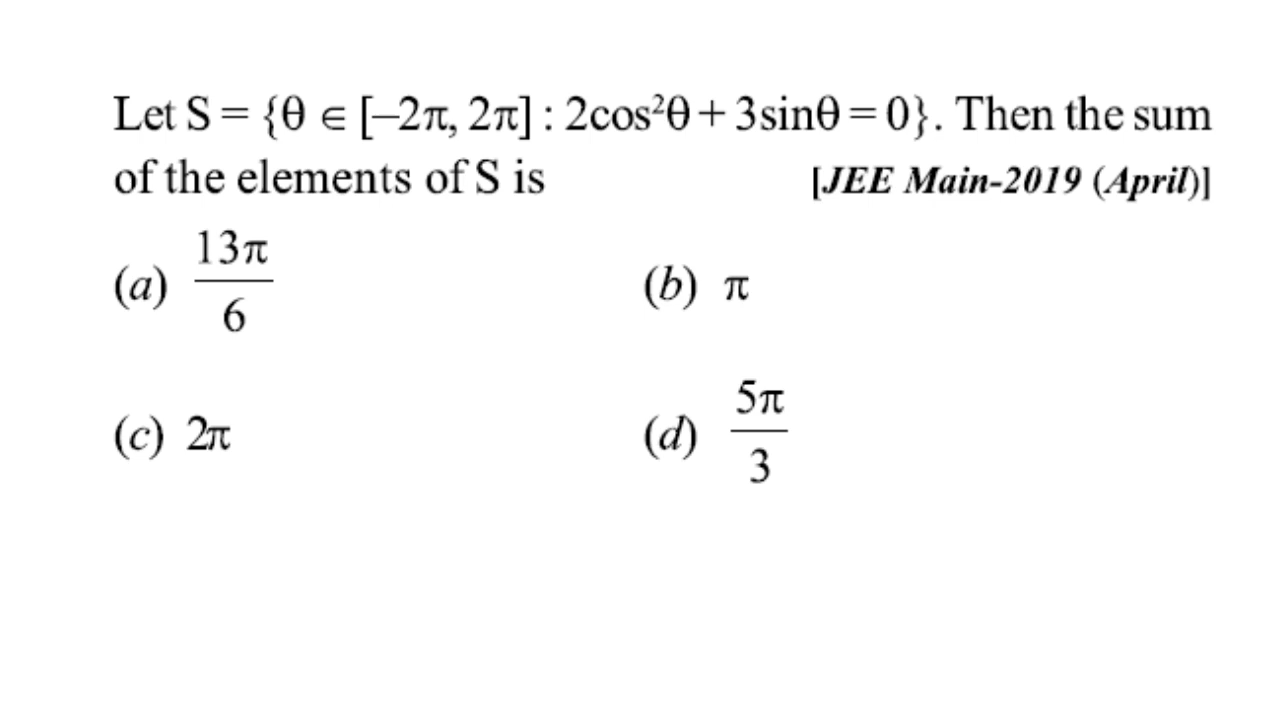 Let S = {θ ∈ [–2π, 2π] : 2cos²θ + 3sinθ = 0}. Then the sum
of the elements of S is [JEE Main-2019 (April)]
(a) 13π/6 (b) π
(c) 2π (d) 5π/3